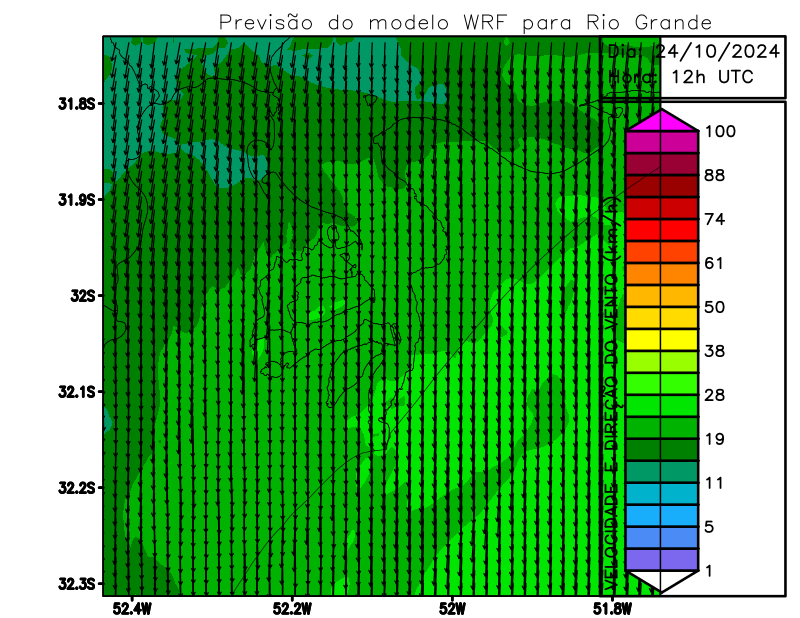 Previsão do modelo WRF para Rio Grande
Dia: 24/10/2024
Hora: 12h UTC
31.8S
31.9S
32S
32.1S
32.2S
32.3S
52.4W
52.2W
52W
51.8W
VELOCIDADE E DIREÇÃO DO VENTO (km/h)
100
88
74
61
50
38
28
19
11
5
1